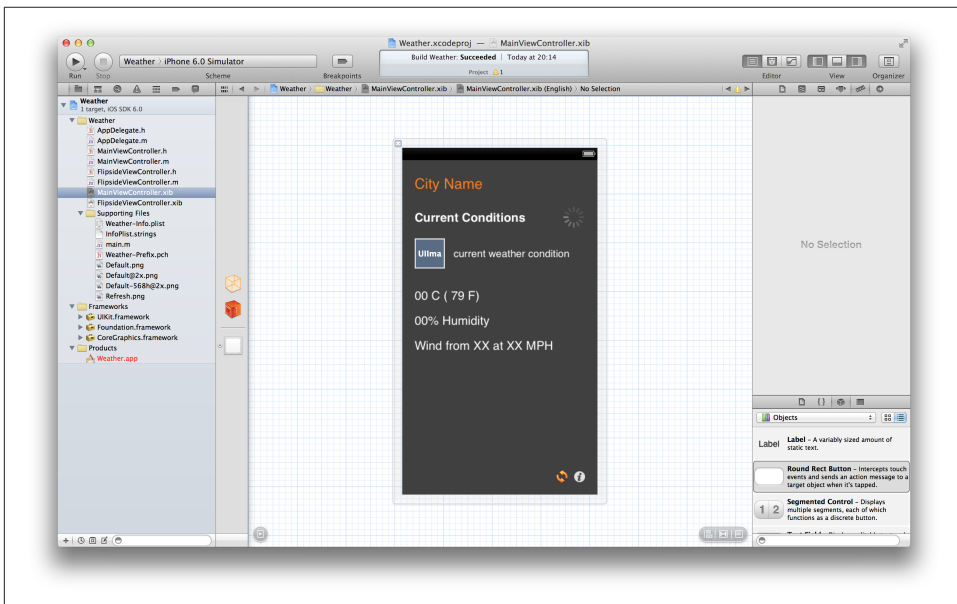 Weather.xcodeproj — MainViewController.xib
Weather iPhone 6.0 Simulator
Build Weather: Succeeded | Today at 20:14
Project 1
Run Stop Scheme Breakpoints Editor View Organizer
Weather Weather MainViewController.xib MainViewController.xib (English) No Selection
Weather
1 target, iOS SDK 6.0
Weather
AppDelegate.h
AppDelegate.m
MainViewController.h
MainViewController.m
FlipsideViewController.h
FlipsideViewController.m
MainViewController.xib
FlipsideViewController.xib
Supporting Files
Weather-Info.plist
InfoPlist.strings
main.m
Weather-Prefix.pch
Default.png
Default@2x.png
Default-568h@2x.png
Refresh.png
Frameworks
UIKit.framework
Foundation.framework
CoreGraphics.framework
Products
Weather.app
City Name
Current Conditions
UIIma
current weather condition
00 C ( 79 F)
00% Humidity
Wind from XX at XX MPH
No Selection
Objects
Label
Label – A variably sized amount of
static text.
Round Rect Button – Intercepts touch
events and sends an action message to a
target object when it's tapped.
1 2
Segmented Control – Displays
multiple segments, each of which
functions as a discrete button.